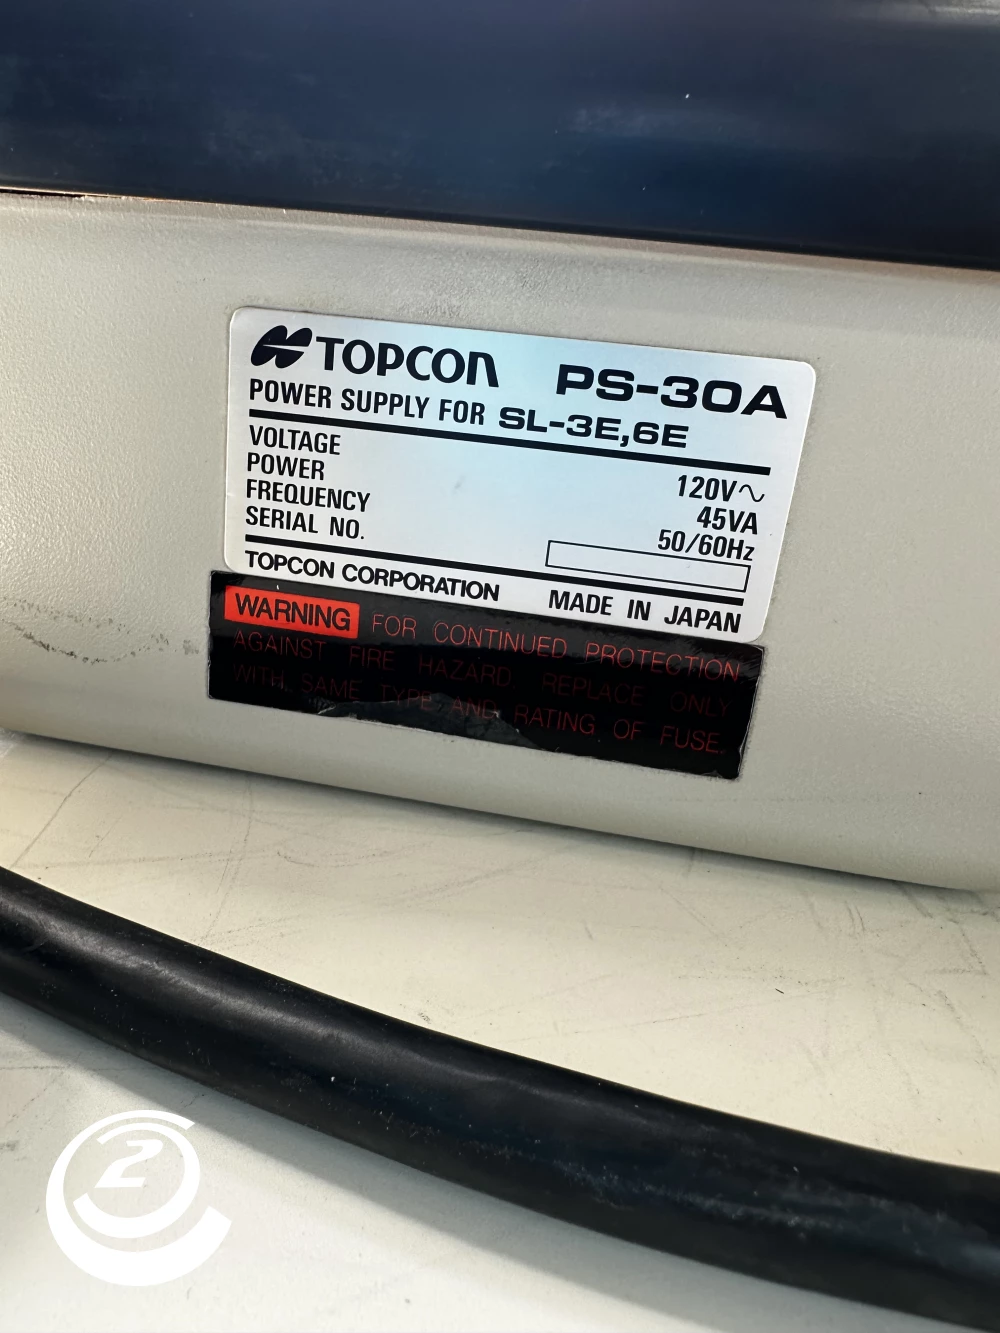 TOPCON PS-30A
POWER SUPPLY FOR SL-3E,6E
VOLTAGE 120V~
POWER 45VA
FREQUENCY 50/60Hz
SERIAL NO.
TOPCON CORPORATION MADE IN JAPAN
WARNING FOR CONTINUED PROTECTION
AGAINST FIRE HAZARD. REPLACE ONLY
WITH SAME TYPE AND RATING OF FUSE.
2